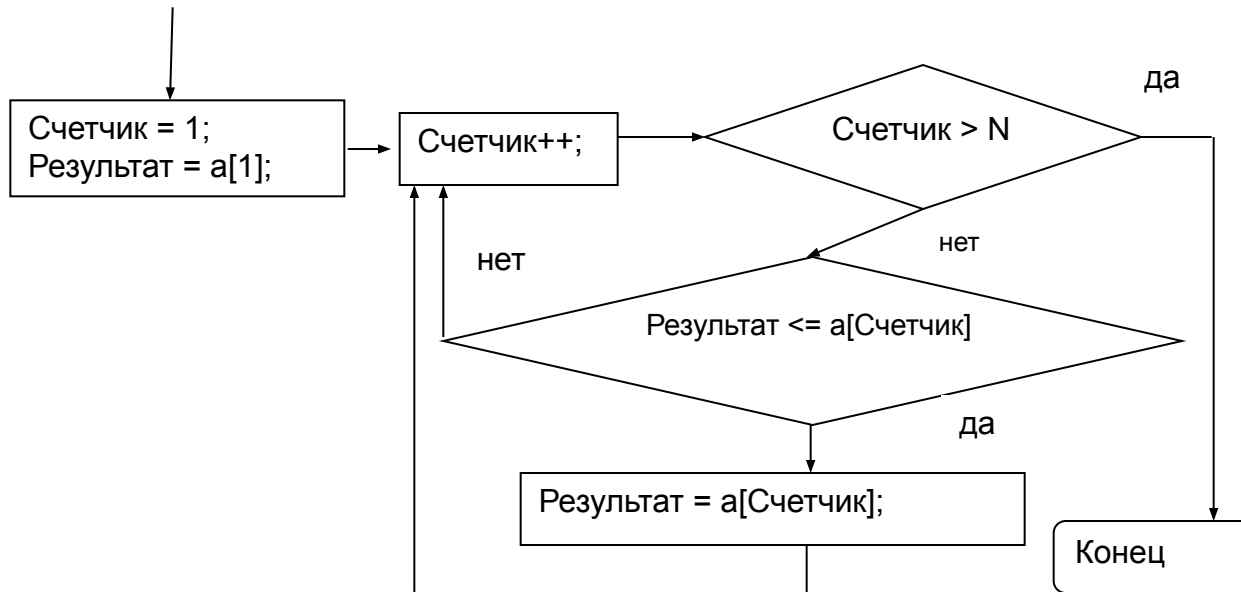 да
Счетчик = 1;
Результат = a[1];
Счетчик++;
Счетчик > N
нет
нет
Результат <= a[Счетчик]
да
Результат = a[Счетчик];
Конец